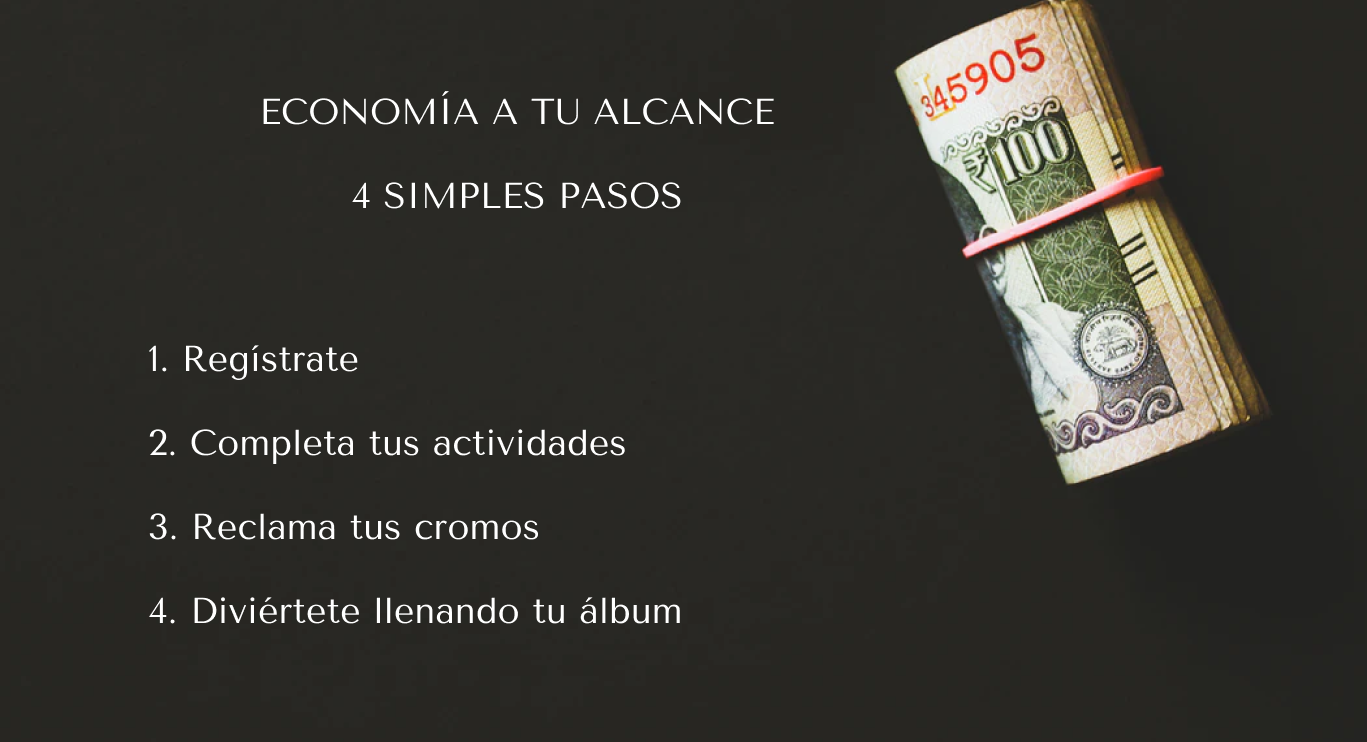 ECONOMÍA A TU ALCANCE
4 SIMPLES PASOS
1. Regístrate
2. Completa tus actividades
3. Reclama tus cromos
4. Diviértete llenando tu álbum
345905
₹100